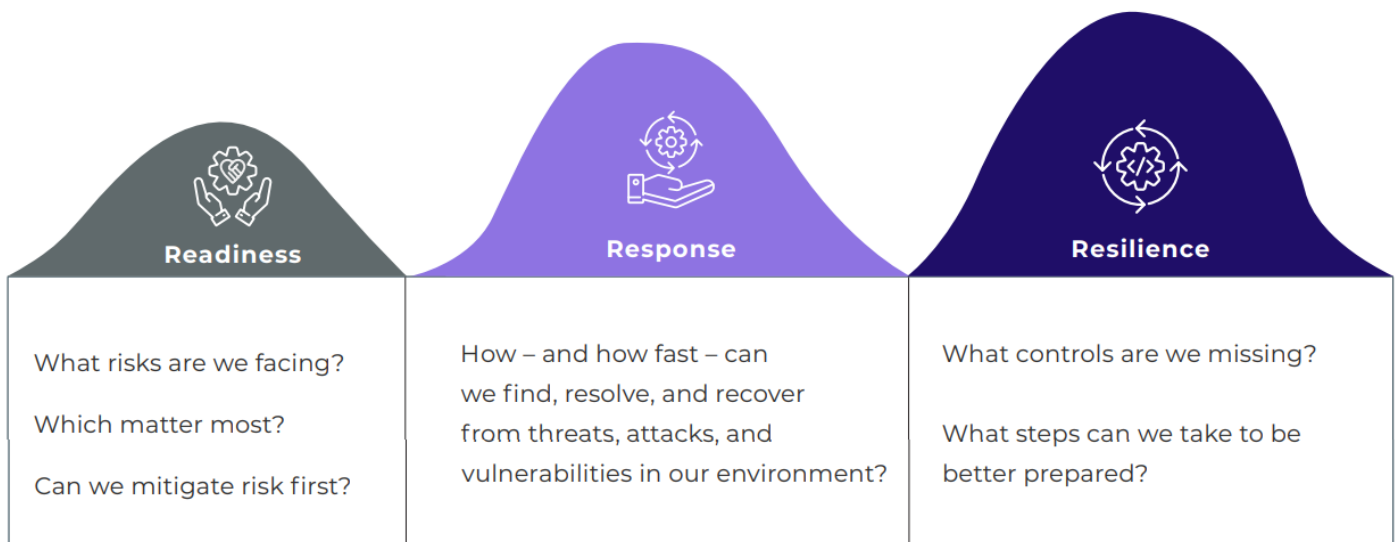 Readiness
Response
Resilience
What risks are we facing?
Which matter most?
Can we mitigate risk first?
How – and how fast – can
we find, resolve, and recover
from threats, attacks, and
vulnerabilities in our environment?
What controls are we missing?
What steps can we take to be
better prepared?